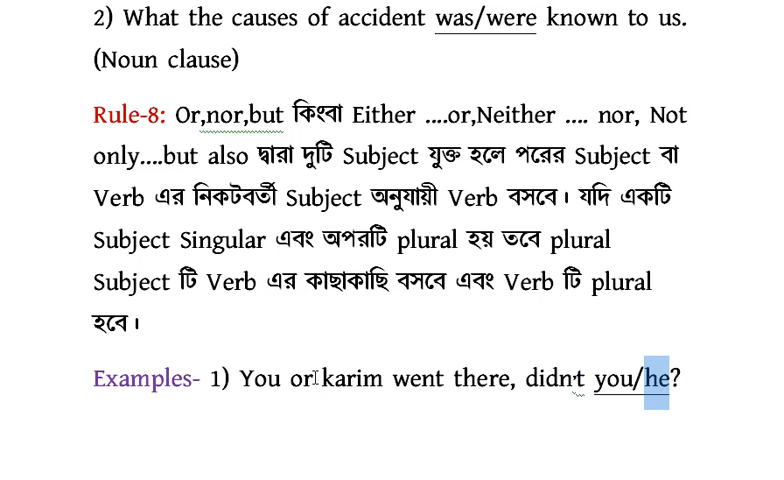 2) What the causes of accident was/were known to us.
(Noun clause)
Rule-8: Or,nor,but কিংবা Either ....or,Neither .... nor, Not
only....but also দ্বারা দুটি Subject যুক্ত হলে পরের Subject বা
Verb এর নিকটবর্তী Subject অনুযায়ী Verb বসবে। যদি একটি
Subject Singular এবং অপরটি plural হয় তবে plural
Subject টি Verb এর কাছাকাছি বসবে এবং Verb টি plural
হবে।
Examples- 1) You or karim went there, didn't you/he?